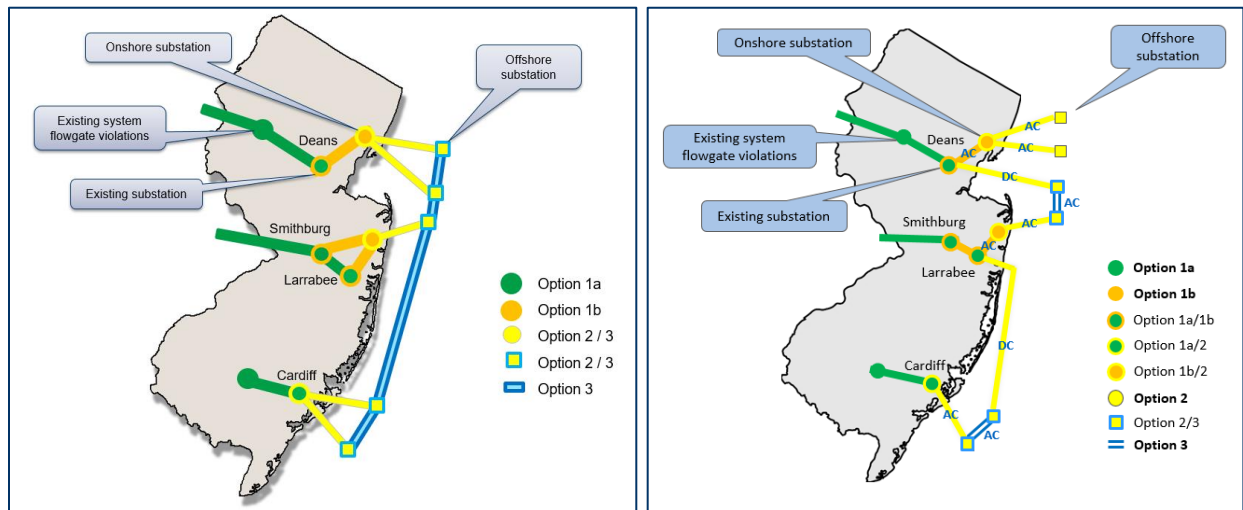 Onshore substation
Offshore
substation
Existing system
flowgate violations
Deans
Existing substation
Smithburg
Larrabee
Cardiff
Option 1a
Option 1b
Option 2 / 3
Option 2 / 3
Option 3
Onshore substation
Offshore
substation
AC
AC
Existing system
flowgate violations
Deans
AC
DC
Existing substation
AC
AC
Smithburg
AC
Larrabee
DC
Cardiff
AC
AC
Option 1a
Option 1b
Option 1a/1b
Option 1a/2
Option 1b/2
Option 2
Option 2/3
Option 3